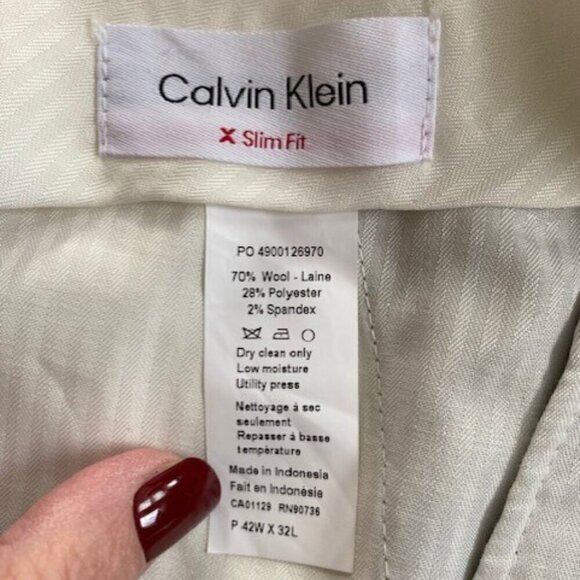 Calvin Klein
X Slim Fit
PO 4900126970
70% Wool - Laine
28% Polyester
2% Spandex
Dry clean only
Low moisture
Utility press
Nettoyage à sec
seulement
Repasser à basse
température
Made in Indonesia
Fait en Indonésie
CA01129 RN90736
P 42W X 32L